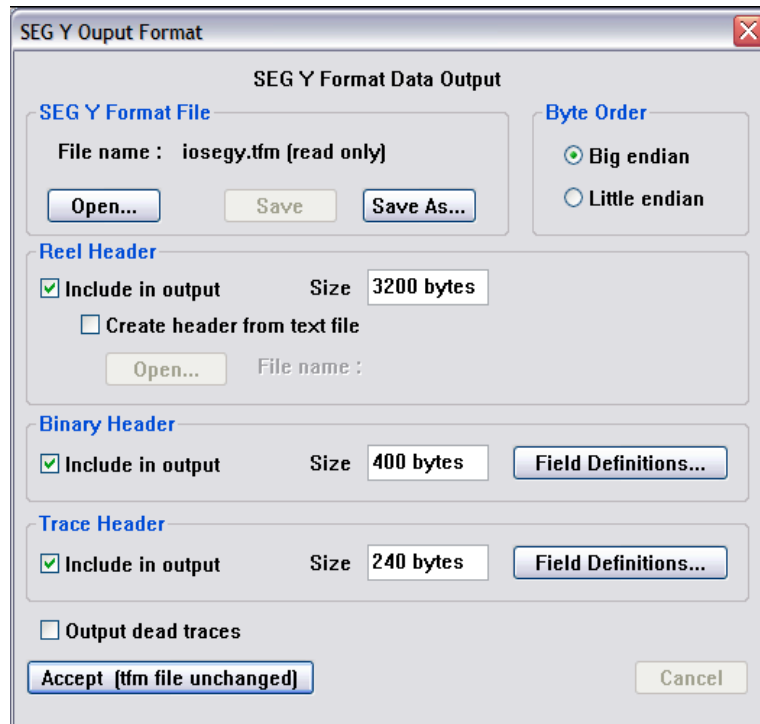 SEG Y Ouput Format
SEG Y Format Data Output
SEG Y Format File
File name : iosegy.tfm (read only)
Open...
Save
Save As...
Byte Order
Big endian
Little endian
Reel Header
Include in output
Size 3200 bytes
Create header from text file
Open...
File name :
Binary Header
Include in output
Size 400 bytes
Field Definitions...
Trace Header
Include in output
Size 240 bytes
Field Definitions...
Output dead traces
Accept (tfm file unchanged)
Cancel